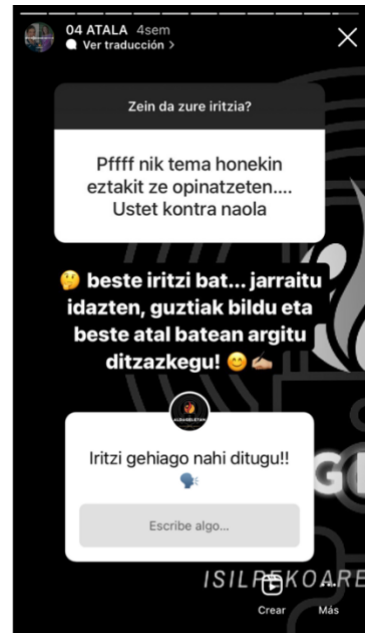 04 ATALA 4sem
Ver traducción >
Zein da zure iritzia?
Pffff nik tema honekin
eztakit ze opinatzeten....
Ustet kontra naola
🤔 beste iritzi bat... jarraitu
idazten, guztiak bildu eta
beste atal batean argitu
ditzazkegu! 😊✍🏼
Iritzi gehiago nahi ditugu!!
🗣️
Escribe algo...
Crear
Más